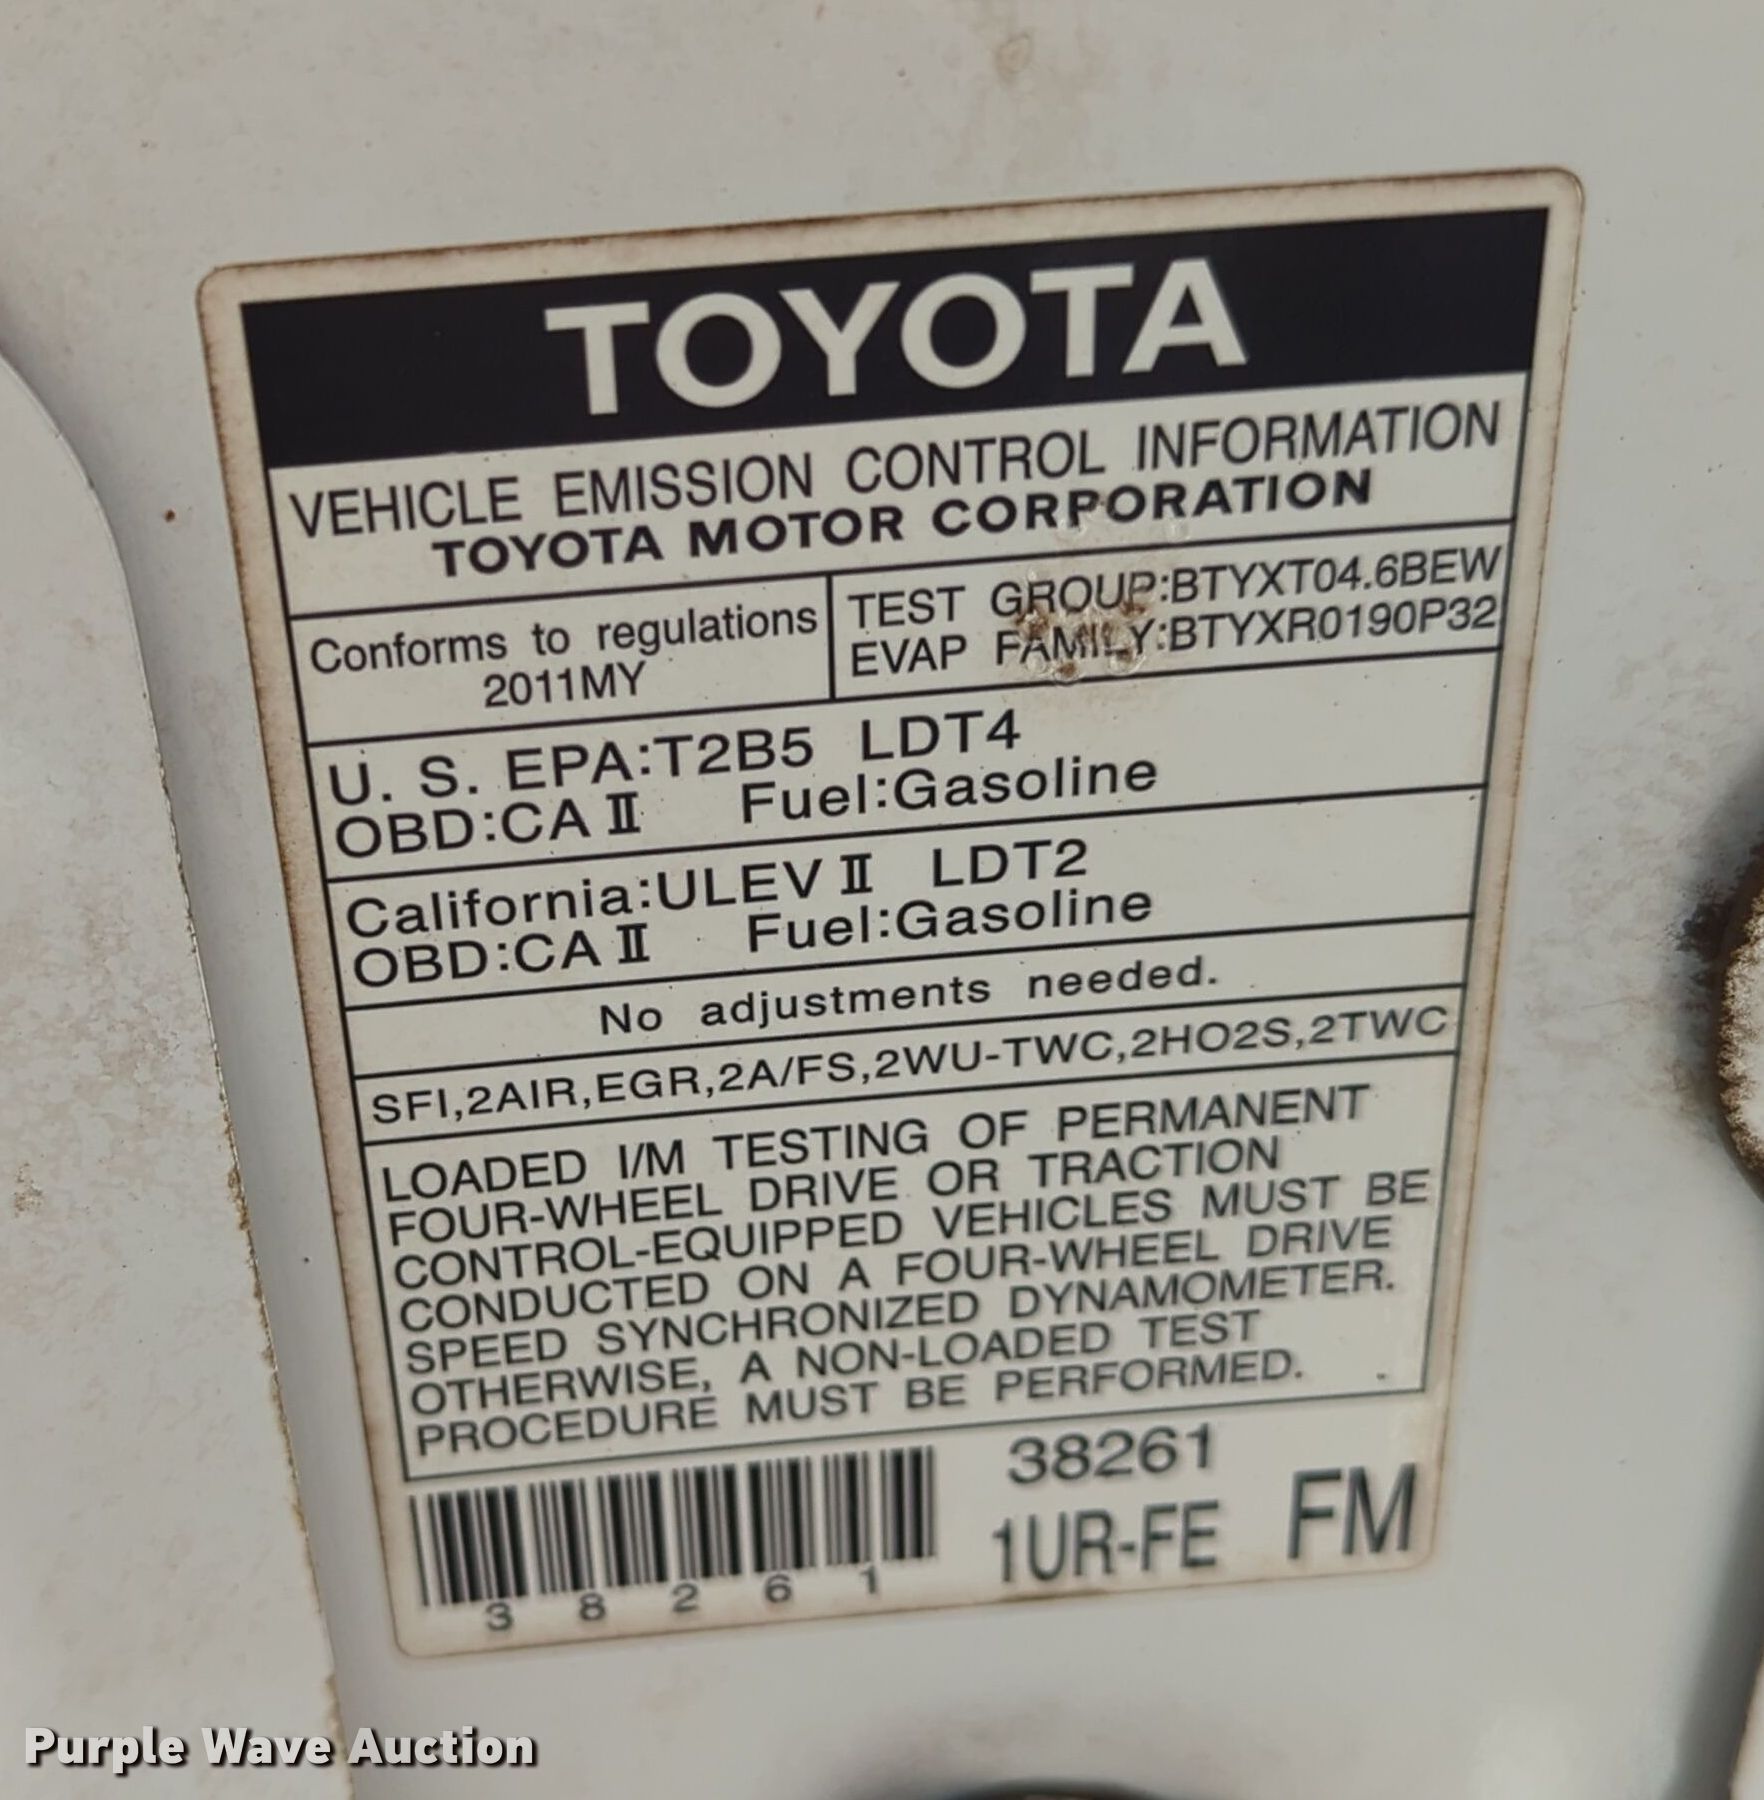 TOYOTA
VEHICLE EMISSION CONTROL INFORMATION
TOYOTA MOTOR CORPORATION
Conforms to regulations
2011MY
TEST GROUP:BTYXT04.6BEW
EVAP FAMILY:BTYXR0190P32
U. S. EPA:T2B5 LDT4
OBD:CA Ⅱ Fuel:Gasoline
California:ULEV Ⅱ LDT2
OBD:CA Ⅱ Fuel:Gasoline
No adjustments needed.
SFI,2AIR,EGR,2A/FS,2WU-TWC,2HO2S,2TWC
LOADED I/M TESTING OF PERMANENT
FOUR-WHEEL DRIVE OR TRACTION
CONTROL-EQUIPPED VEHICLES MUST BE
CONDUCTED ON A FOUR-WHEEL DRIVE
SPEED SYNCHRONIZED DYNAMOMETER.
OTHERWISE, A NON-LOADED TEST
PROCEDURE MUST BE PERFORMED.
38261
1UR-FE FM
3 8 2 6 1
Purple Wave Auction